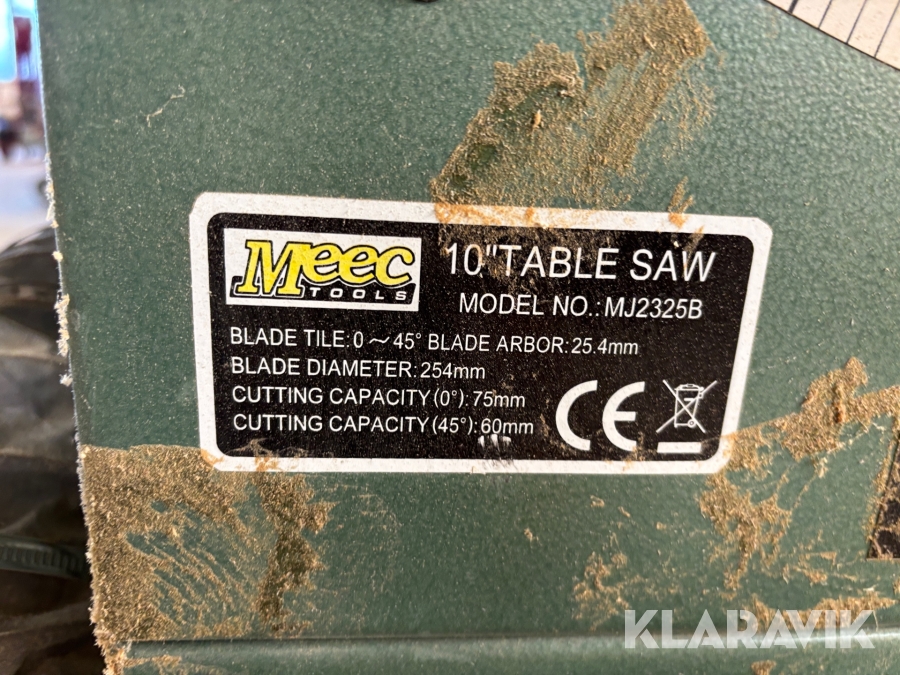 Meec
TOOLS
10"TABLE SAW
MODEL NO.:MJ2325B
BLADE TILE:0~45° BLADE ARBOR:25.4mm
BLADE DIAMETER:254mm
CUTTING CAPACITY(0°):75mm
CUTTING CAPACITY(45°):60mm
CE
KLARAVIK